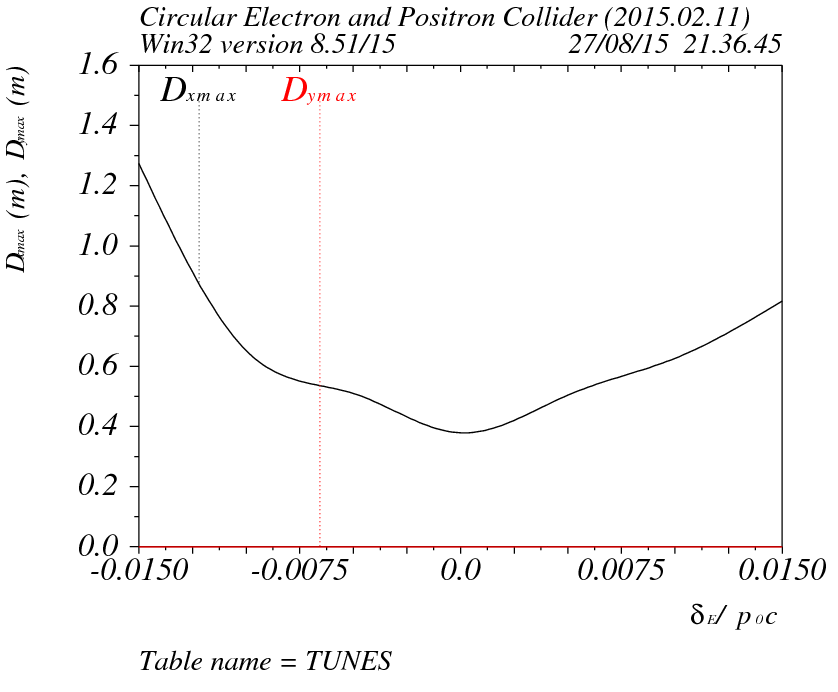 Circular Electron and Positron Collider (2015.02.11)
Win32 version 8.51/15 27/08/15 21.36.45
Dxmax (m), Dymax (m)
Dxmax Dymax
1.6
1.4
1.2
1.0
0.8
0.6
0.4
0.2
0.0
-0.0150 -0.0075 0.0 0.0075 0.0150
δE/ p0c
Table name = TUNES